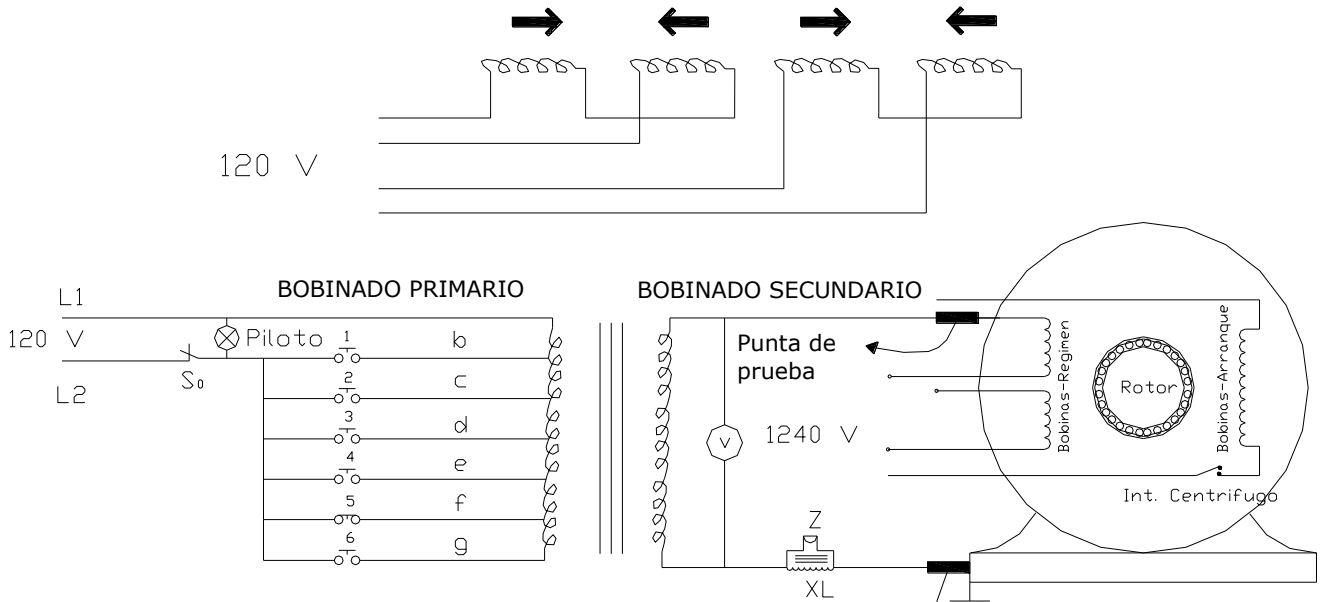 120 V
BOBINADO PRIMARIO
BOBINADO SECUNDARIO
L1
120 V
L2
Piloto
S0
1
b
2
c
3
d
4
e
5
f
6
g
Punta de
prueba
V
1240 V
Z
XL
Bobinas-Regimen
Rotor
Bobinas-Arranque
Int. Centrifugo